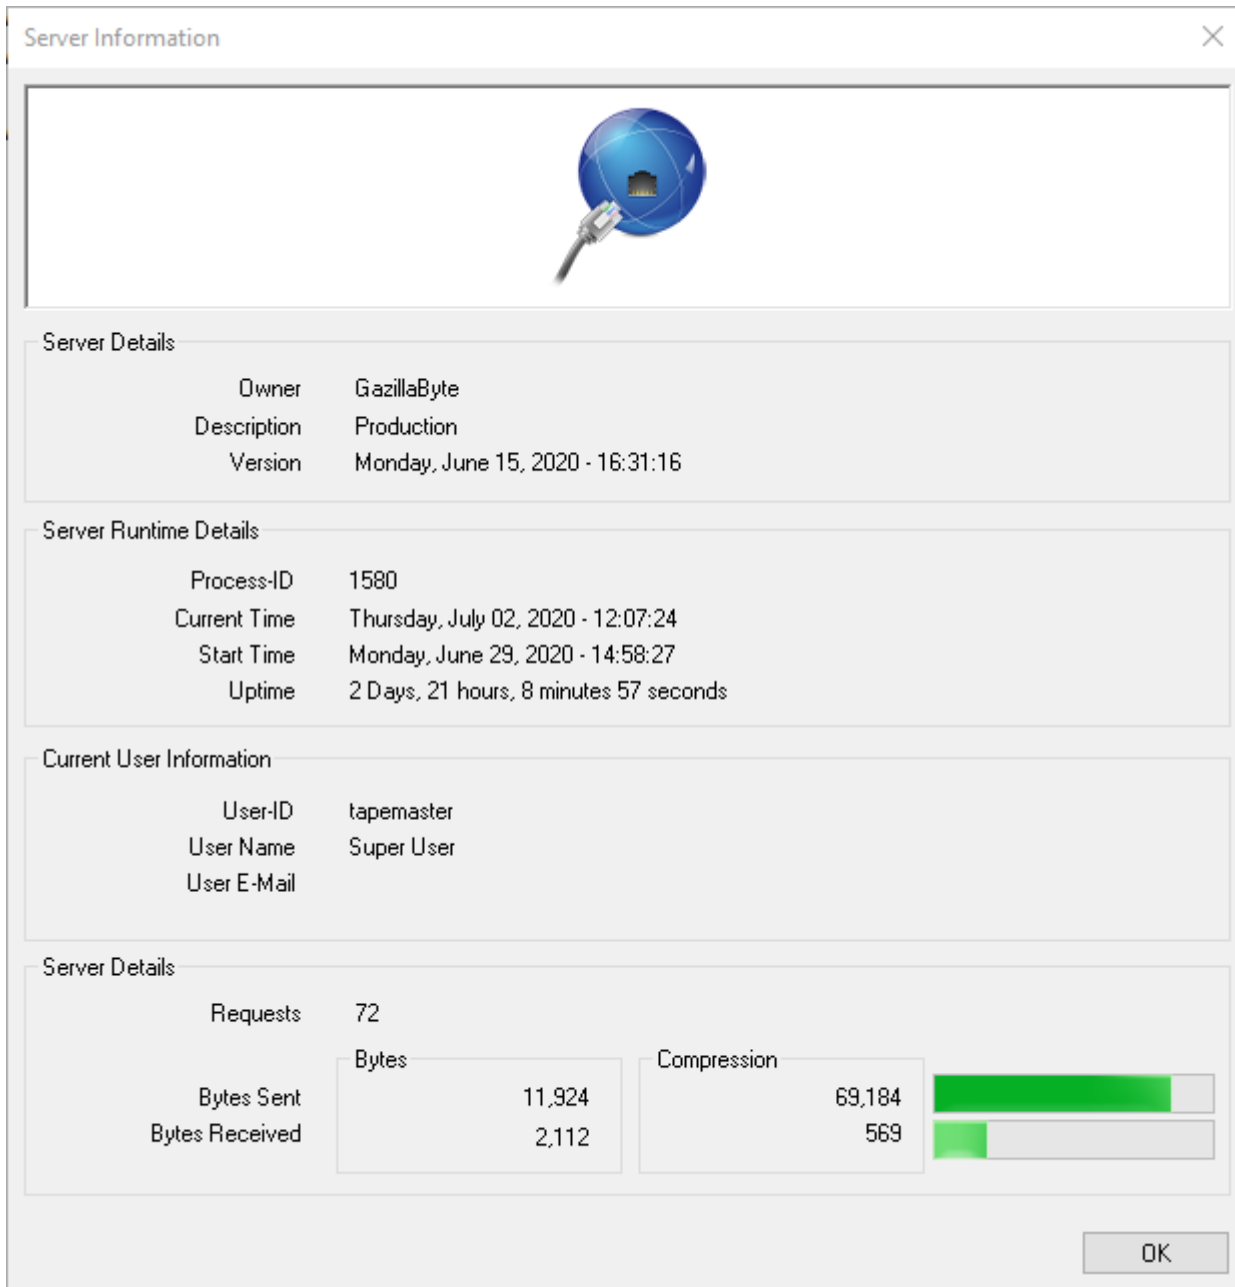 Server Information
Server Details
Owner GazillaByte
Description Production
Version Monday, June 15, 2020 - 16:31:16
Server Runtime Details
Process-ID 1580
Current Time Thursday, July 02, 2020 - 12:07:24
Start Time Monday, June 29, 2020 - 14:58:27
Uptime 2 Days, 21 hours, 8 minutes 57 seconds
Current User Information
User-ID tapemaster
User Name Super User
User E-Mail
Server Details
Requests 72
Bytes Compression
Bytes Sent 11,924 69,184
Bytes Received 2,112 569
OK